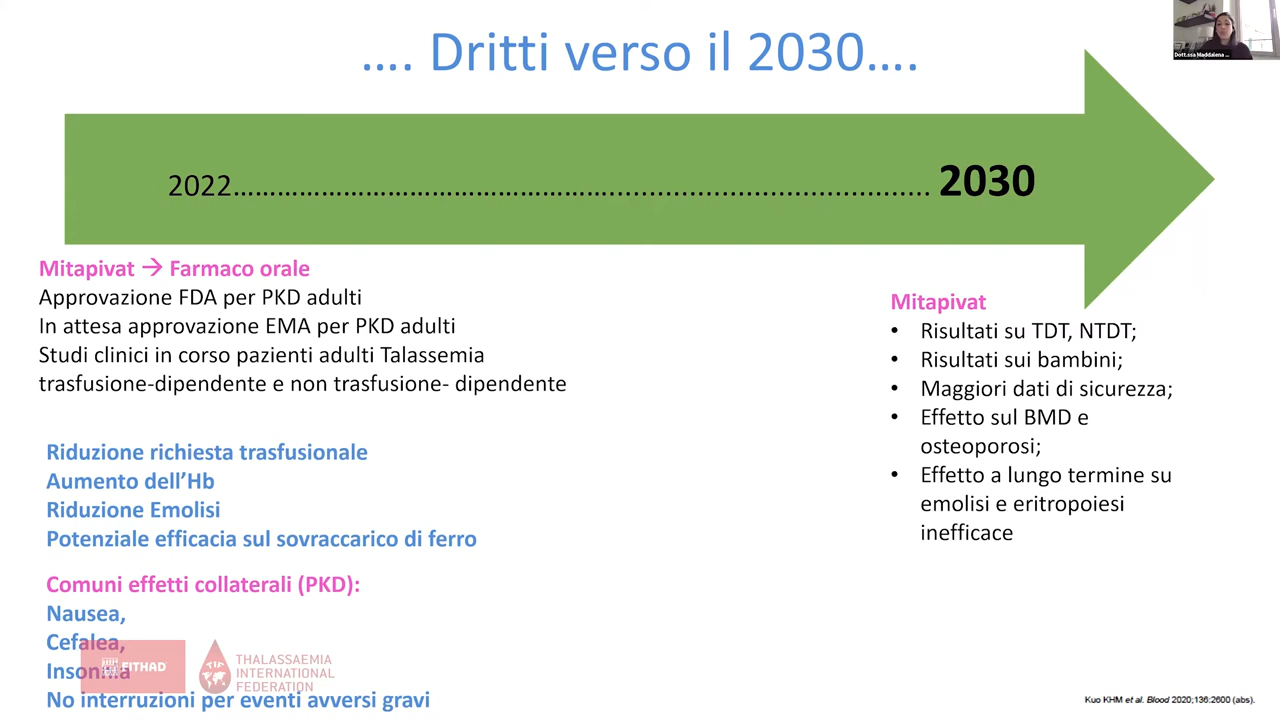 .... Dritti verso il 2030....
Dott.ssa Maddalena ...
2022.................................................................................... 2030
Mitapivat → Farmaco orale
Approvazione FDA per PKD adulti
In attesa approvazione EMA per PKD adulti
Studi clinici in corso pazienti adulti Talassemia
trasfusione-dipendente e non trasfusione- dipendente
Riduzione richiesta trasfusionale
Aumento dell’Hb
Riduzione Emolisi
Potenziale efficacia sul sovraccarico di ferro
Comuni effetti collaterali (PKD):
Nausea,
Cefalea,
Insonnia
No interruzioni per eventi avversi gravi
Mitapivat
• Risultati su TDT, NTDT;
• Risultati sui bambini;
• Maggiori dati di sicurezza;
• Effetto sul BMD e
osteoporosi;
• Effetto a lungo termine su
emolisi e eritropoiesi
inefficace
FITHAD
TIF
THALASSAEMIA
INTERNATIONAL
FEDERATION
Kuo KHM et al. Blood 2020;136:2600 (abs).